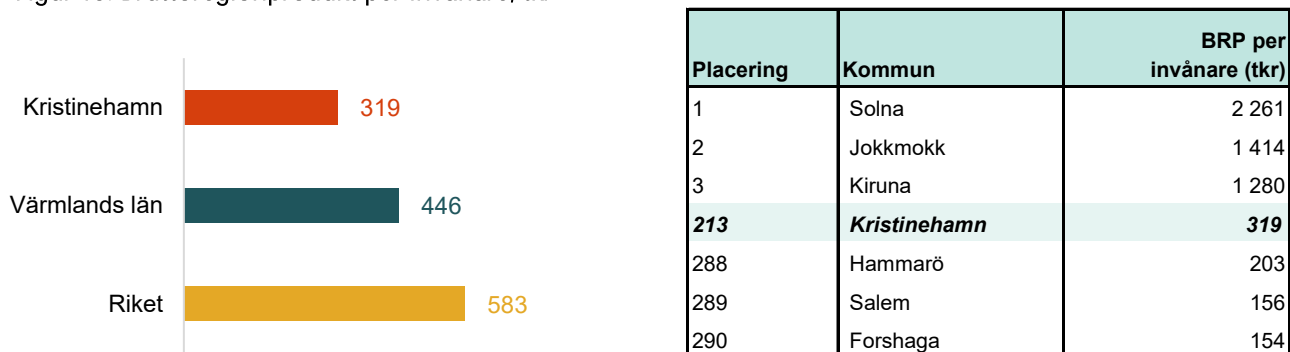 Kristinehamn 319
Värmlands län 446
Riket 583
Placering Kommun BRP per invånare (tkr)
1 Solna 2 261
2 Jokkmokk 1 414
3 Kiruna 1 280
213 Kristinehamn 319
288 Hammarö 203
289 Salem 156
290 Forshaga 154